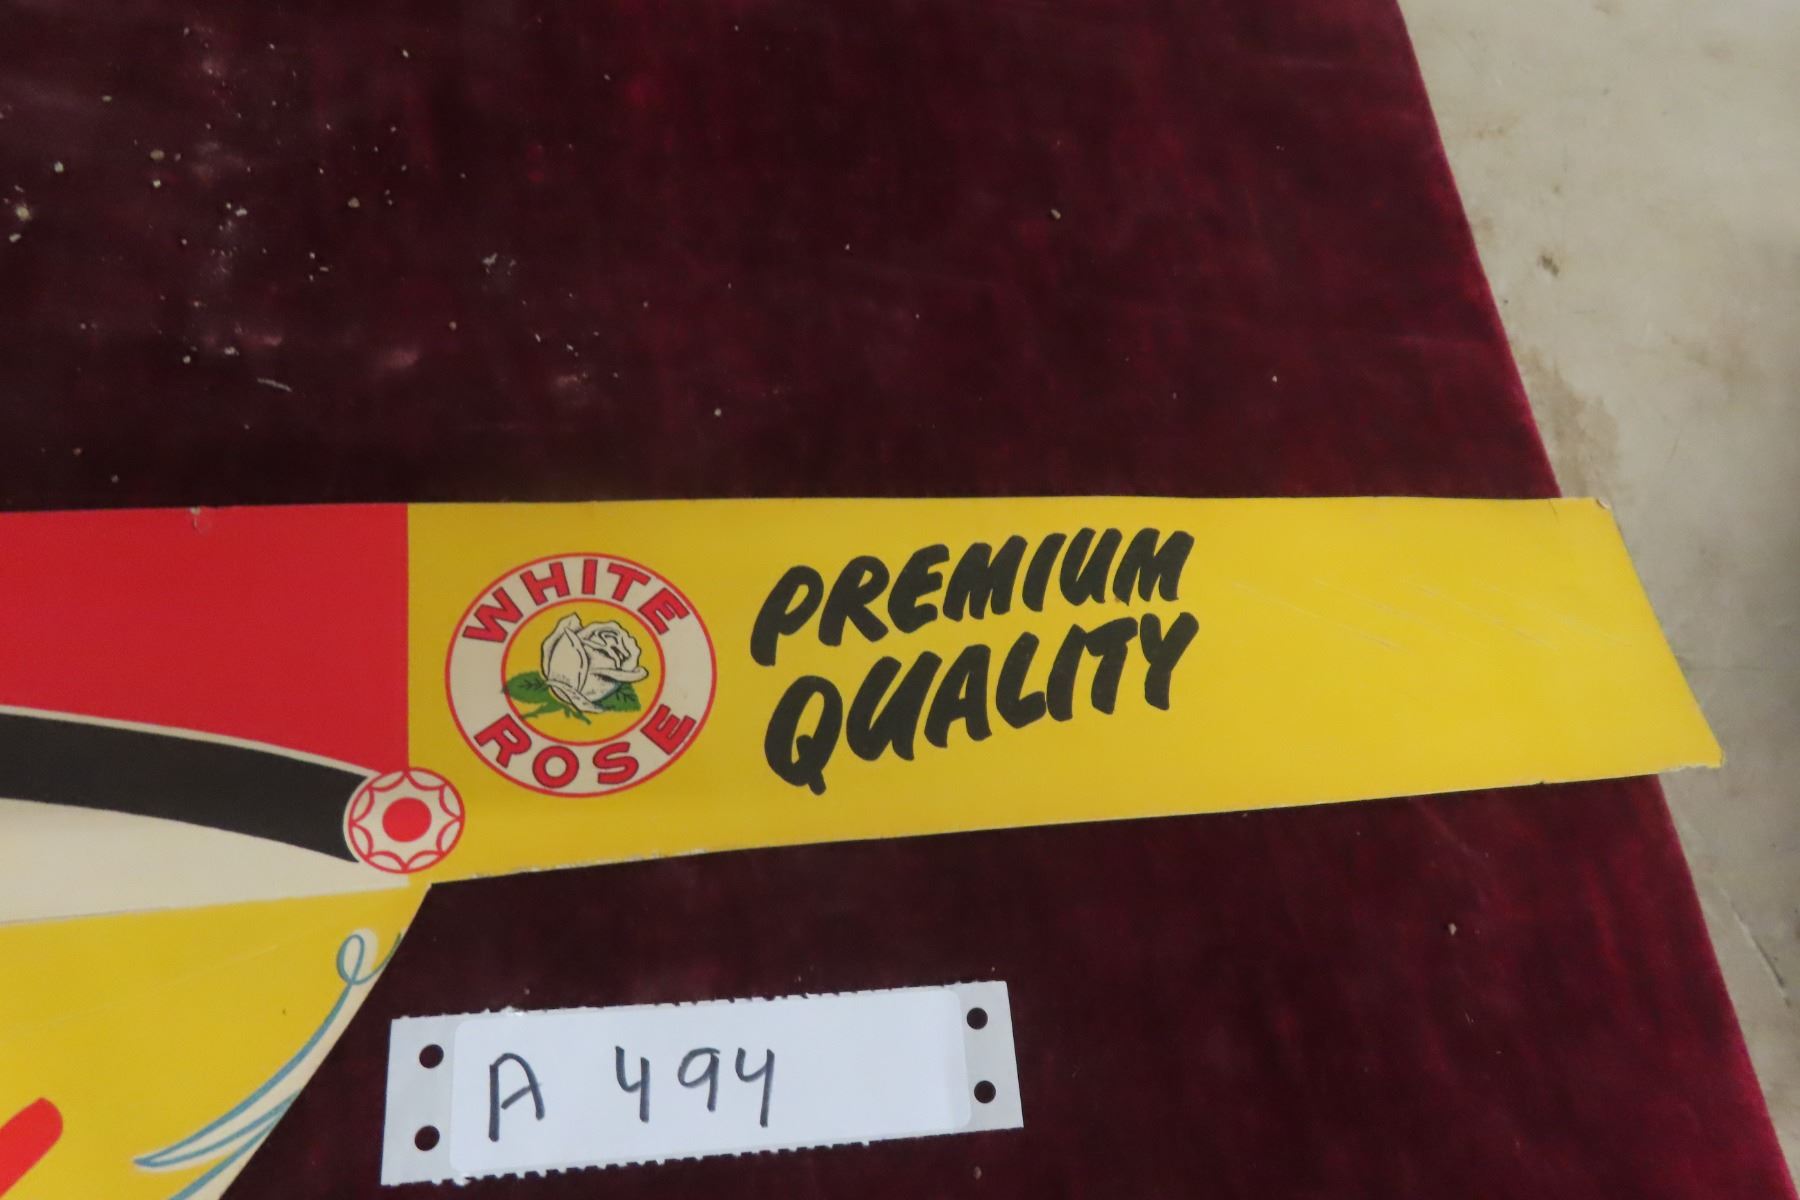 WHITE
ROSE
PREMIUM
QUALITY
A 494